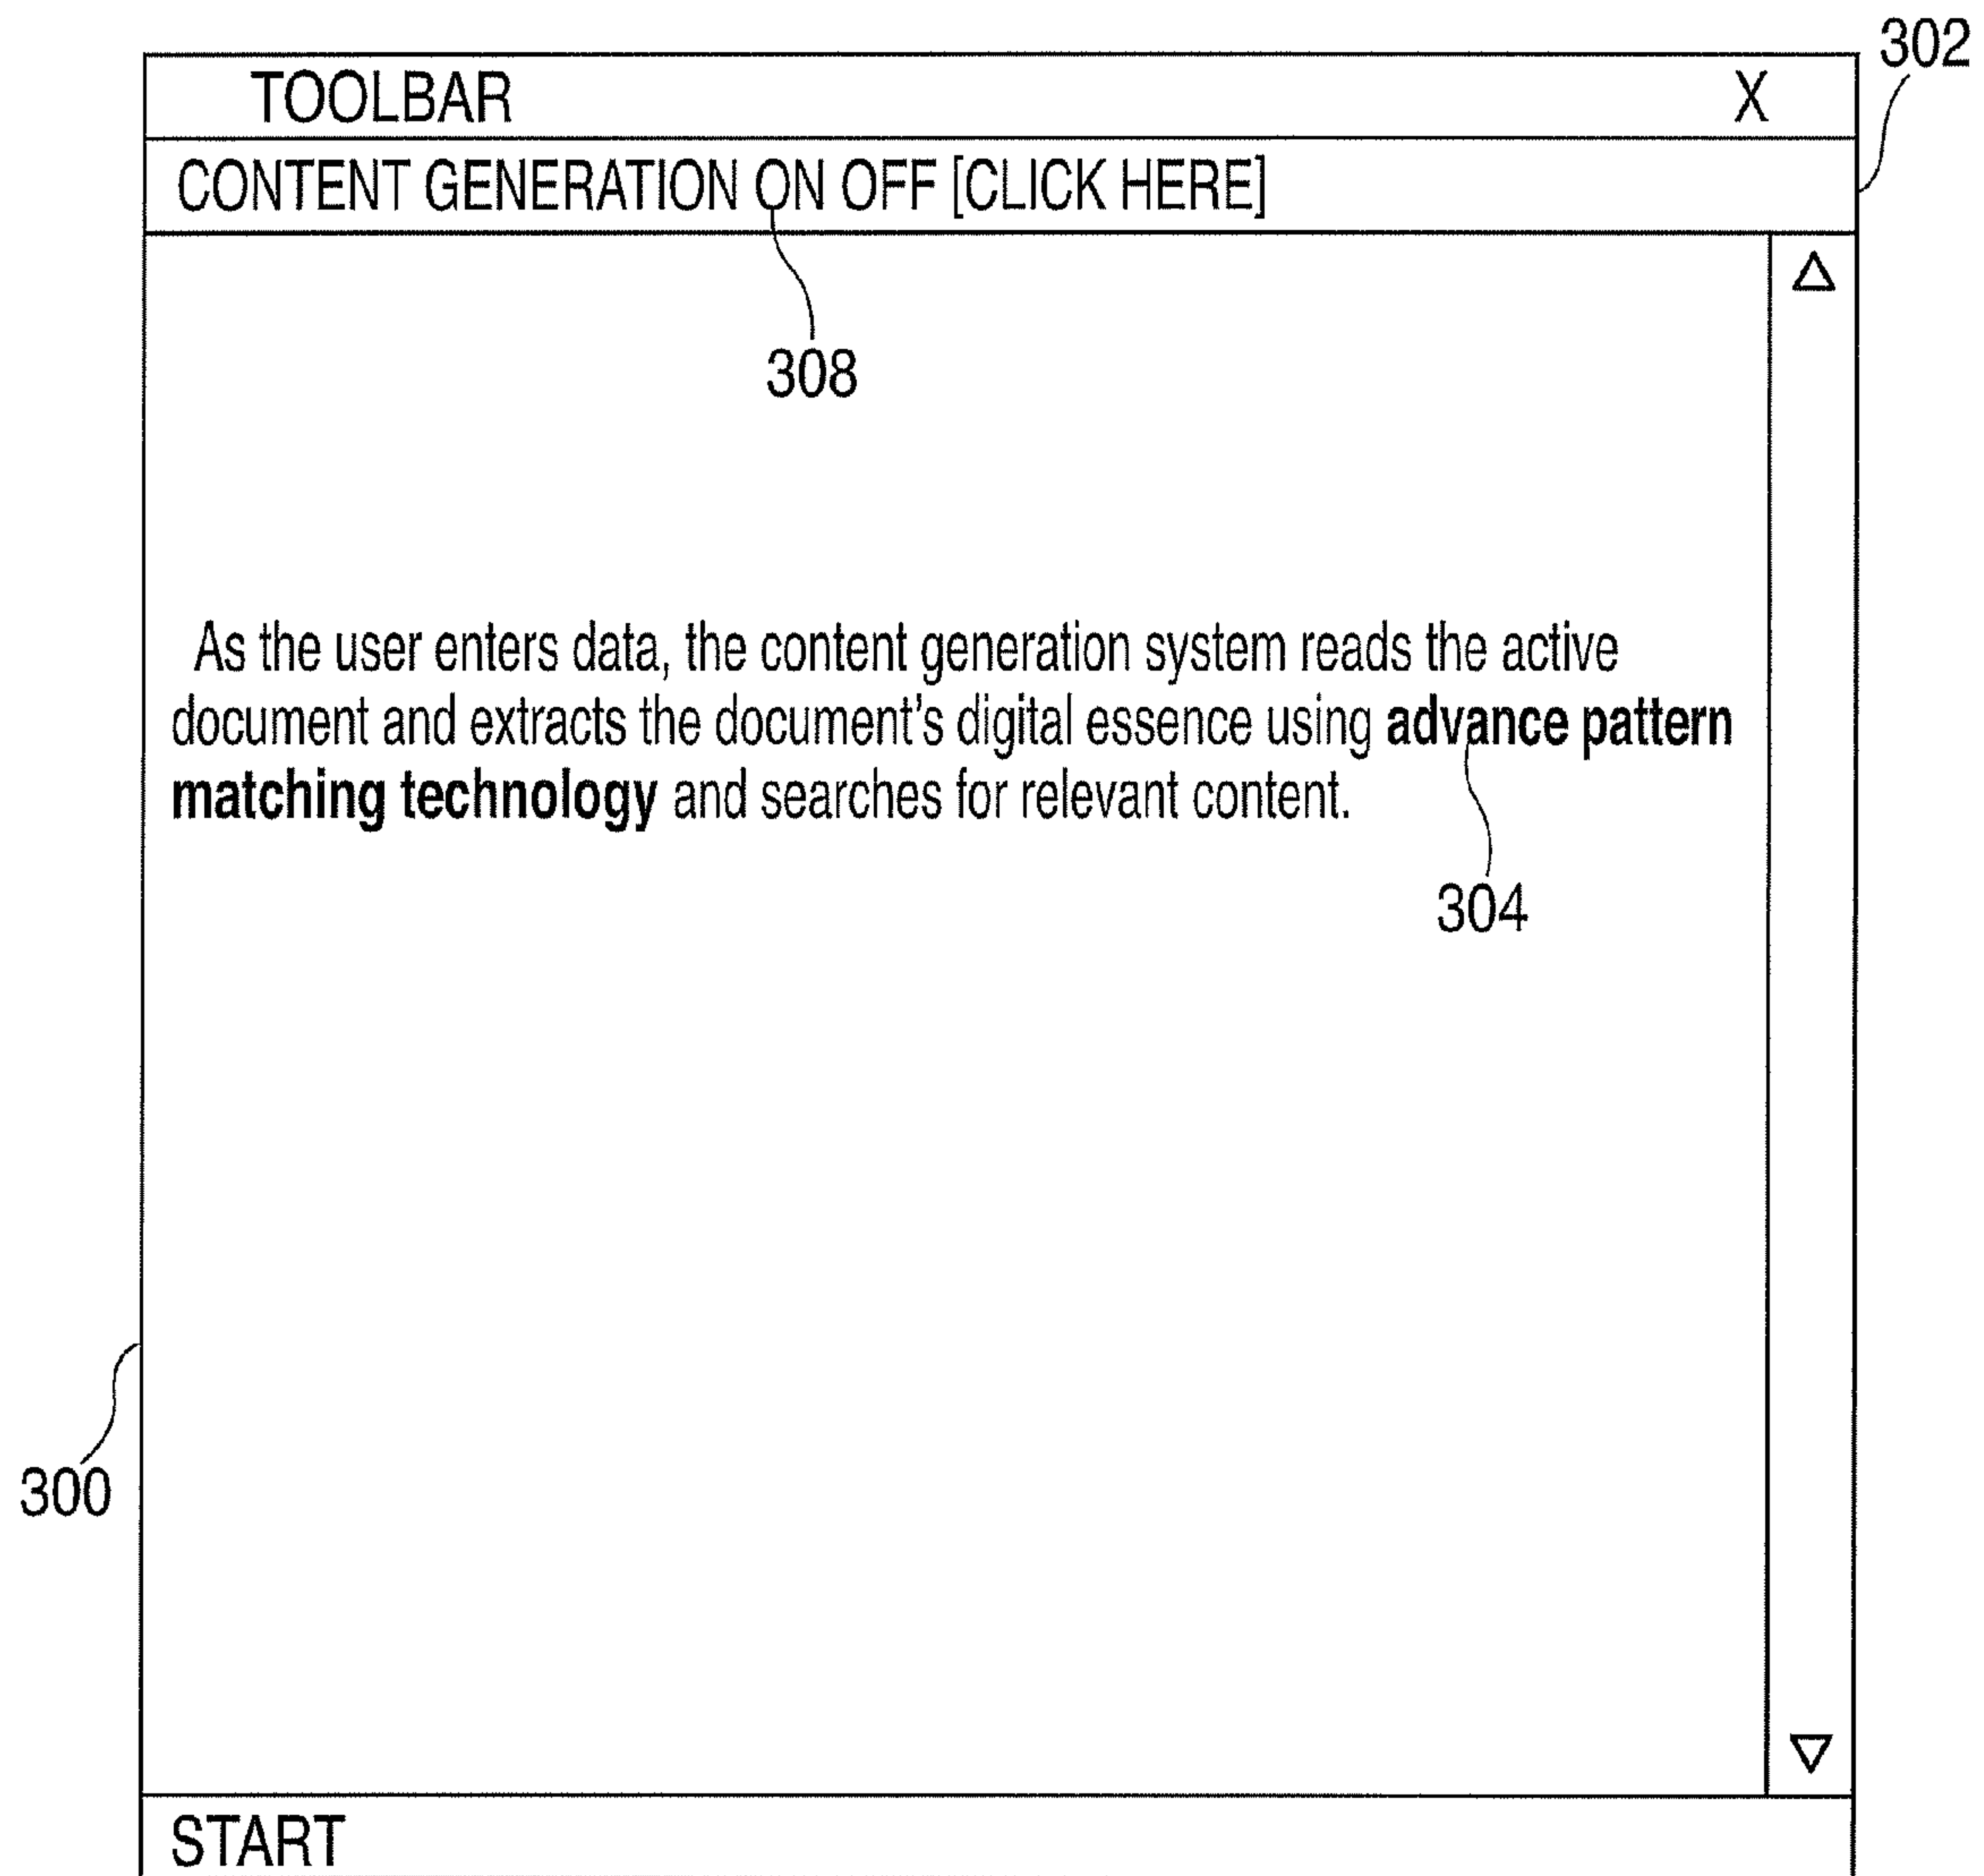 302
TOOLBAR X
CONTENT GENERATION ON OFF [CLICK HERE]
308
As the user enters data, the content generation system reads the active
document and extracts the document's digital essence using advance pattern
matching technology and searches for relevant content.
304
300
START